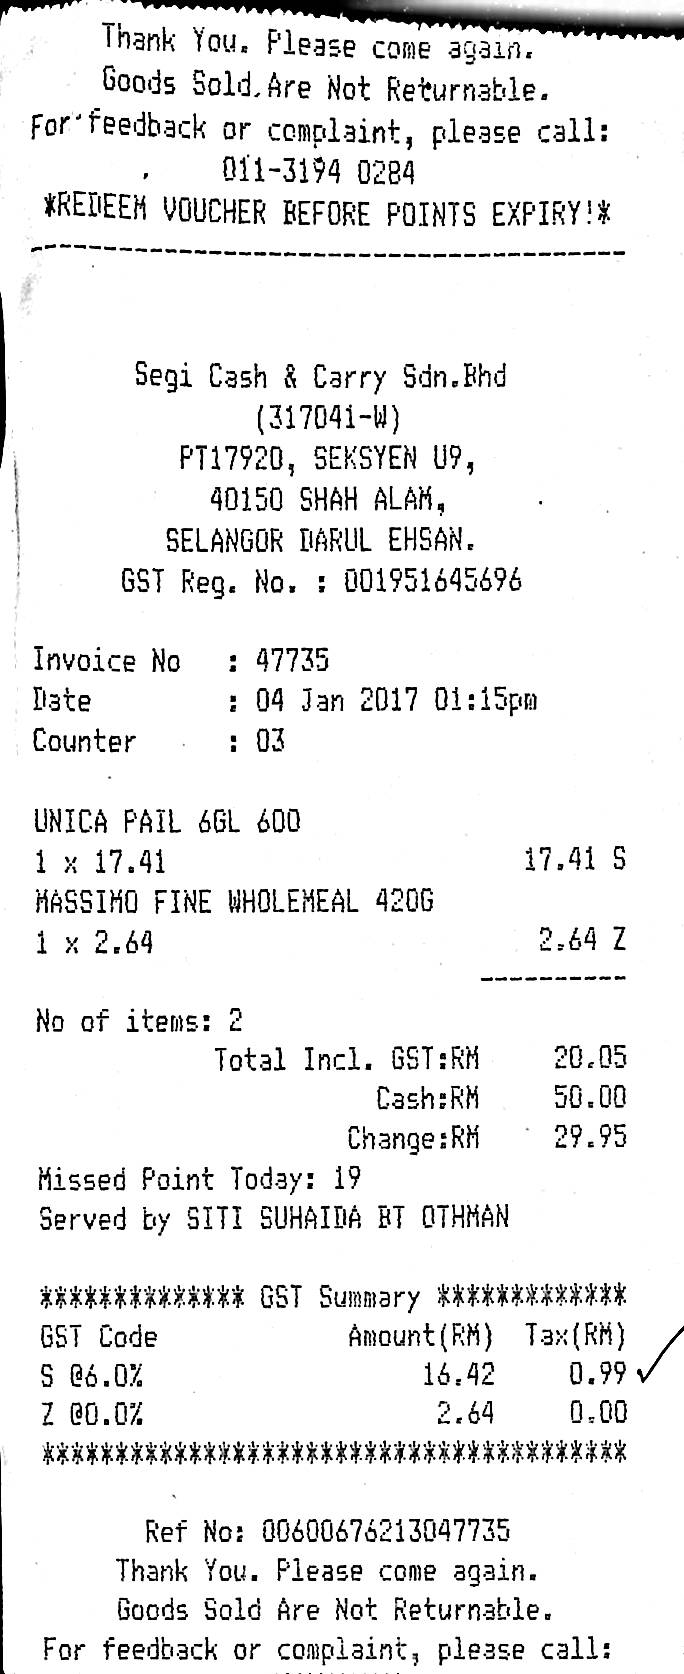 Thank You. Please come again.
Goods Sold Are Not Returnable.
For feedback or complaint, please call:
011-3194 0284
*REDEEM VOUCHER BEFORE POINTS EXPIRY!*
----------------------------------------
Segi Cash & Carry Sdn.Bhd
(317041-W)
PT17920, SEKSYEN U9,
40150 SHAH ALAM,
SELANGOR DARUL EHSAN.
GST Reg. No. : 001951645696
Invoice No : 47735
Date : 04 Jan 2017 01:15pm
Counter : 03
UNICA PAIL 6GL 600
1 x 17.41 17.41 S
MASSIMO FINE WHOLEMEAL 420G
1 x 2.64 2.64 Z
----------
No of items: 2
Total Incl. GST:RM 20.05
Cash:RM 50.00
Change:RM 29.95
Missed Point Today: 19
Served by SITI SUHAIDA BT OTHMAN
************** GST Summary *************
GST Code Amount(RM) Tax(RM)
S @6.0% 16.42 0.99
Z @0.0% 2.64 0.00
****************************************
Ref No: 00600676213047735
Thank You. Please come again.
Goods Sold Are Not Returnable.
For feedback or complaint, please call: